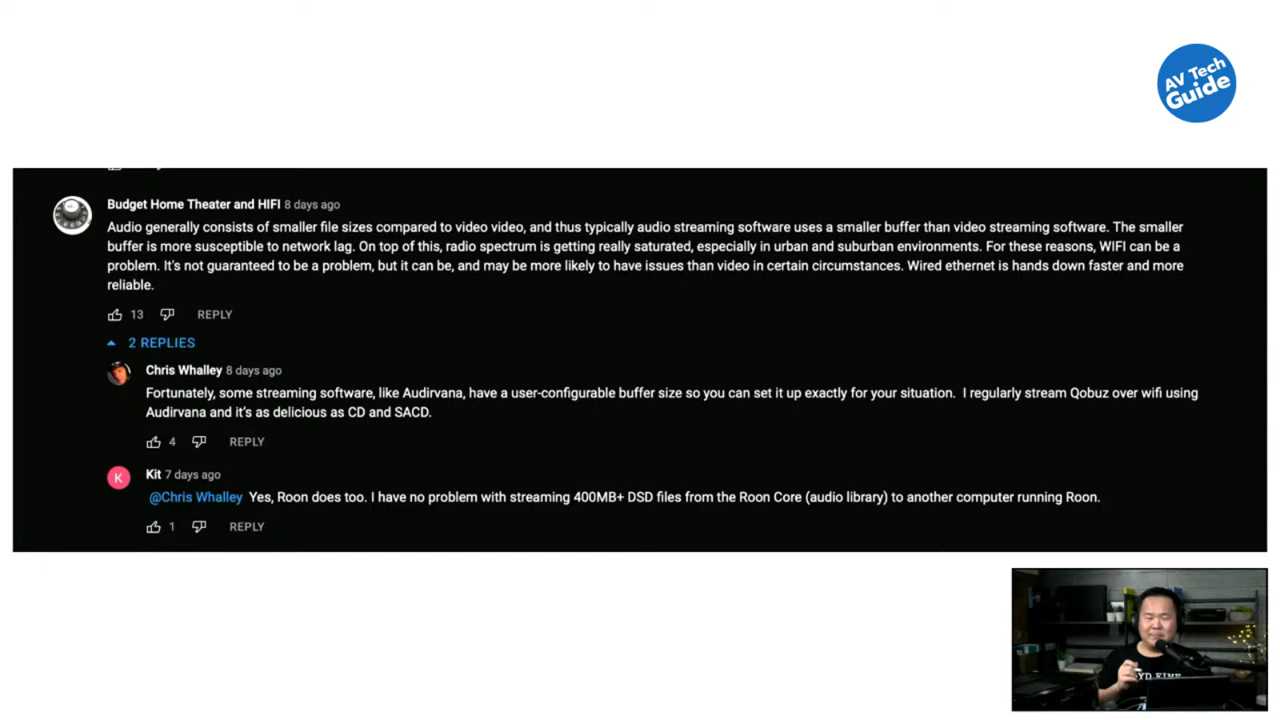 AV Tech
Guide
Budget Home Theater and HIFI 8 days ago
Audio generally consists of smaller file sizes compared to video video, and thus typically audio streaming software uses a smaller buffer than video streaming software. The smaller
buffer is more susceptible to network lag. On top of this, radio spectrum is getting really saturated, especially in urban and suburban environments. For these reasons, WIFI can be a
problem. It's not guaranteed to be a problem, but it can be, and may be more likely to have issues than video in certain circumstances. Wired ethernet is hands down faster and more
reliable.
13 REPLY
2 REPLIES
Chris Whalley 8 days ago
Fortunately, some streaming software, like Audirvana, have a user-configurable buffer size so you can set it up exactly for your situation. I regularly stream Qobuz over wifi using
Audirvana and it's as delicious as CD and SACD.
4 REPLY
K
Kit 7 days ago
@Chris Whalley Yes, Roon does too. I have no problem with streaming 400MB+ DSD files from the Roon Core (audio library) to another computer running Roon.
1 REPLY